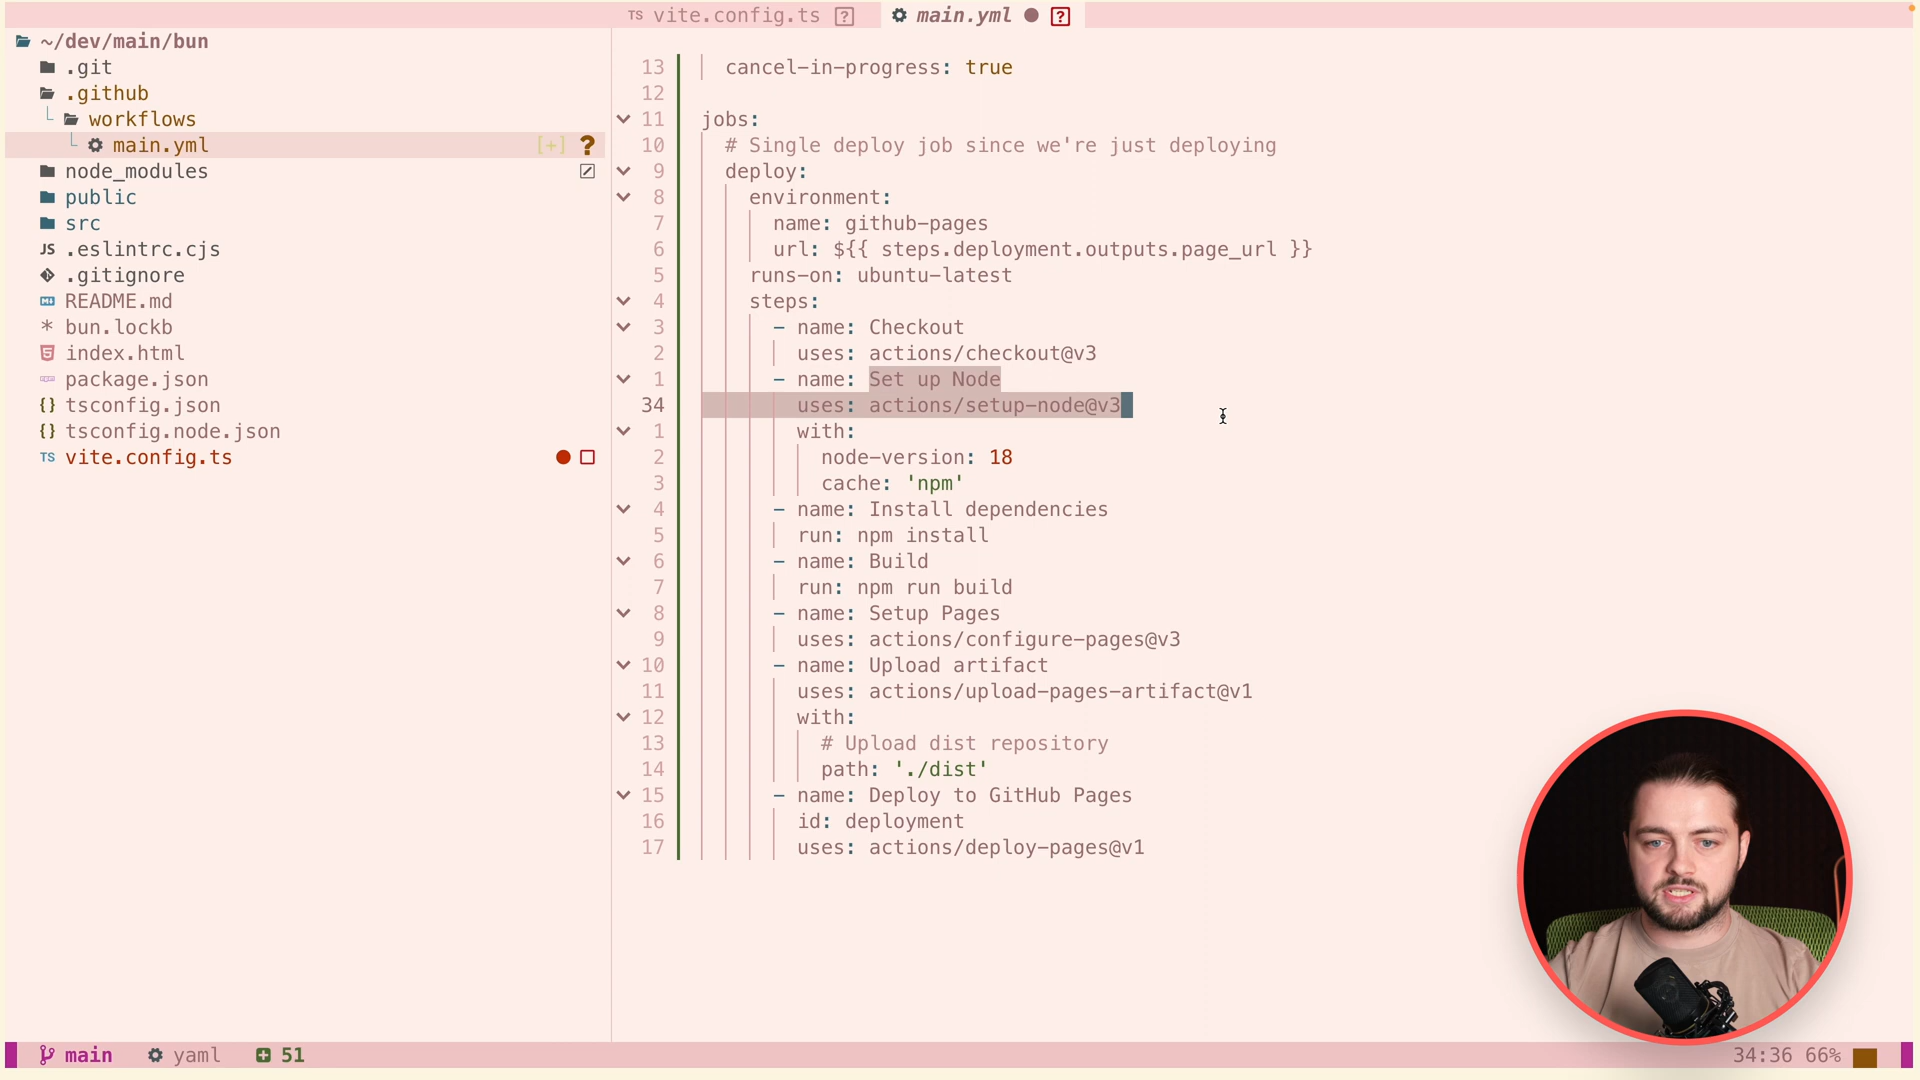 TS vite.config.ts ?
main.yml ?
~/dev/main/bun
.git
.github
workflows
main.yml [+] ?
node_modules
public
src
JS .eslintrc.cjs
.gitignore
README.md
* bun.lockb
index.html
package.json
{} tsconfig.json
{} tsconfig.node.json
TS vite.config.ts
13 cancel-in-progress: true
12
11 jobs:
10 # Single deploy job since we're just deploying
9 deploy:
8 environment:
7 name: github-pages
6 url: ${{ steps.deployment.outputs.page_url }}
5 runs-on: ubuntu-latest
4 steps:
3 - name: Checkout
2 uses: actions/checkout@v3
1 - name: Set up Node
34 uses: actions/setup-node@v3
1 with:
2 node-version: 18
3 cache: 'npm'
4 - name: Install dependencies
5 run: npm install
6 - name: Build
7 run: npm run build
8 - name: Setup Pages
9 uses: actions/configure-pages@v3
10 - name: Upload artifact
11 uses: actions/upload-pages-artifact@v1
12 with:
13 # Upload dist repository
14 path: './dist'
15 - name: Deploy to GitHub Pages
16 id: deployment
17 uses: actions/deploy-pages@v1
main yaml 51 34:36 66%